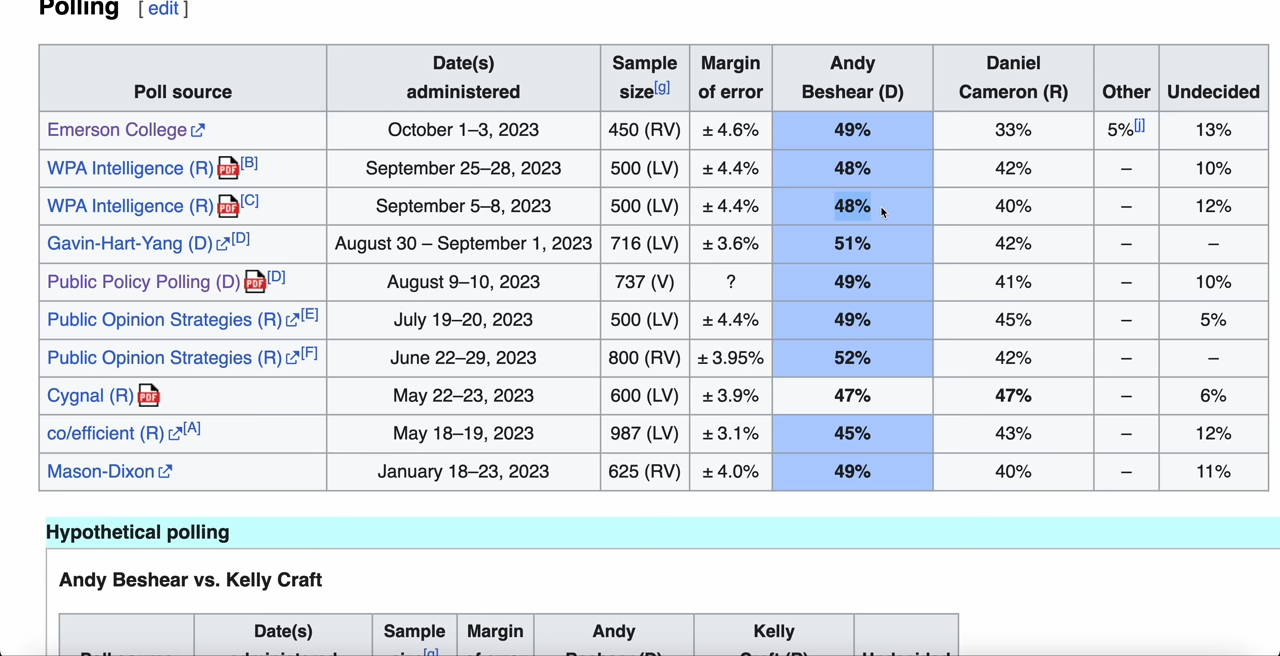 Polling [ edit ]
Poll source Date(s) administered Sample size[g] Margin of error Andy Beshear (D) Daniel Cameron (R) Other Undecided
Emerson College October 1–3, 2023 450 (RV) ± 4.6% 49% 33% 5%[j] 13%
WPA Intelligence (R) PDF [B] September 25–28, 2023 500 (LV) ± 4.4% 48% 42% – 10%
WPA Intelligence (R) PDF [C] September 5–8, 2023 500 (LV) ± 4.4% 48% 40% – 12%
Gavin-Hart-Yang (D) [D] August 30 – September 1, 2023 716 (LV) ± 3.6% 51% 42% – –
Public Policy Polling (D) PDF [D] August 9–10, 2023 737 (V) ? 49% 41% – 10%
Public Opinion Strategies (R) [E] July 19–20, 2023 500 (LV) ± 4.4% 49% 45% – 5%
Public Opinion Strategies (R) [F] June 22–29, 2023 800 (RV) ± 3.95% 52% 42% – –
Cygnal (R) PDF May 22–23, 2023 600 (LV) ± 3.9% 47% 47% – 6%
co/efficient (R) [A] May 18–19, 2023 987 (LV) ± 3.1% 45% 43% – 12%
Mason-Dixon January 18–23, 2023 625 (RV) ± 4.0% 49% 40% – 11%
Hypothetical polling
Andy Beshear vs. Kelly Craft
Date(s) Sample Margin Andy Kelly